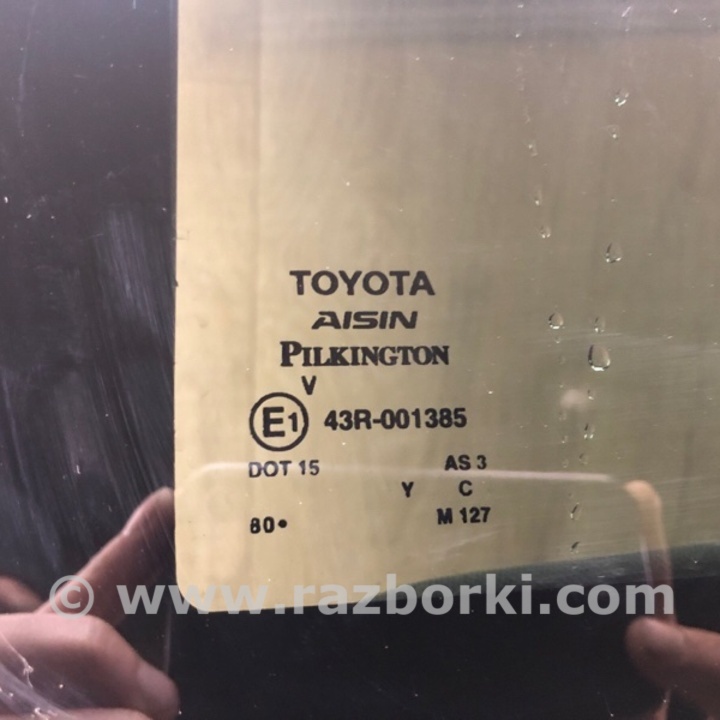 TOYOTA
AISIN
PILKINGTON
V
E1 43R-001385
DOT 15 AS 3
Y C
80• M 127
© www.razborki.com